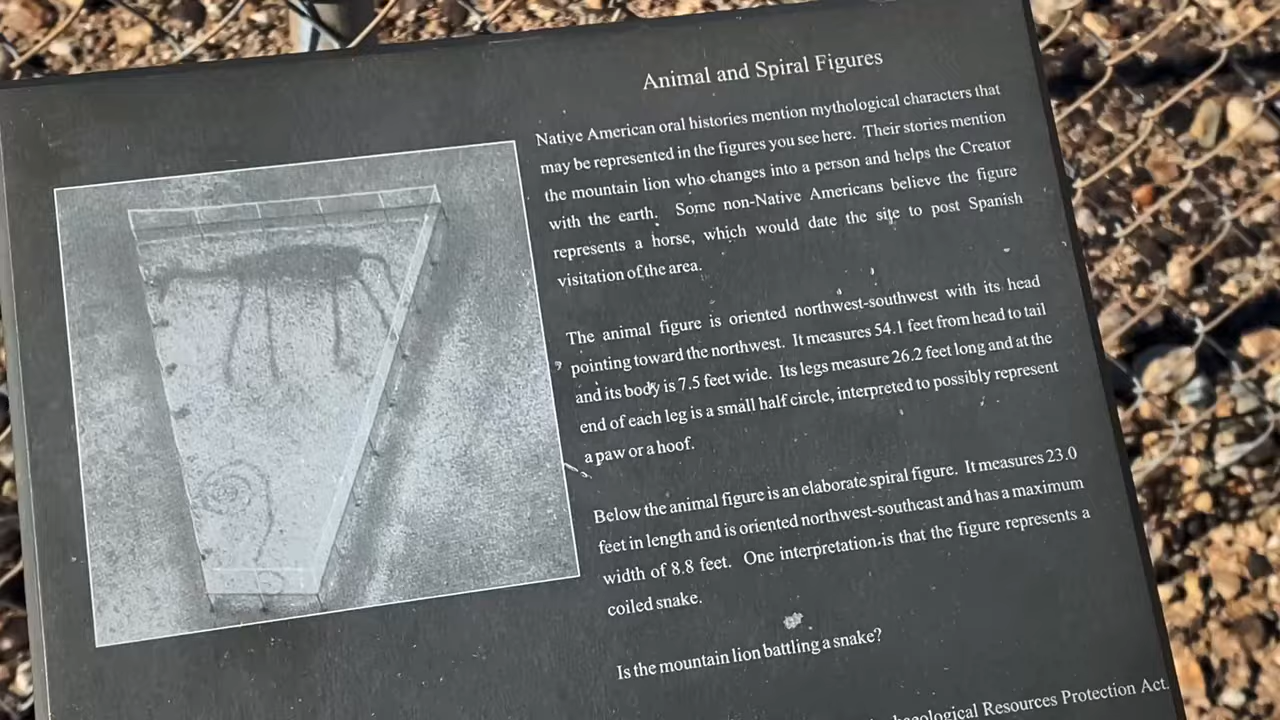 Animal and Spiral Figures
Native American oral histories mention mythological characters that
may be represented in the figures you see here. Their stories mention
the mountain lion who changes into a person and helps the Creator
with the earth. Some non-Native Americans believe the figure
represents a horse, which would date the site to post Spanish
visitation of the area.
The animal figure is oriented northwest-southwest with its head
pointing toward the northwest. It measures 54.1 feet from head to tail
and its body is 7.5 feet wide. Its legs measure 26.2 feet long and at the
end of each leg is a small half circle, interpreted to possibly represent
a paw or a hoof.
Below the animal figure is an elaborate spiral figure. It measures 23.0
feet in length and is oriented northwest-southeast and has a maximum
width of 8.8 feet. One interpretation is that the figure represents a
coiled snake.
Is the mountain lion battling a snake?
Resources Protection Act.